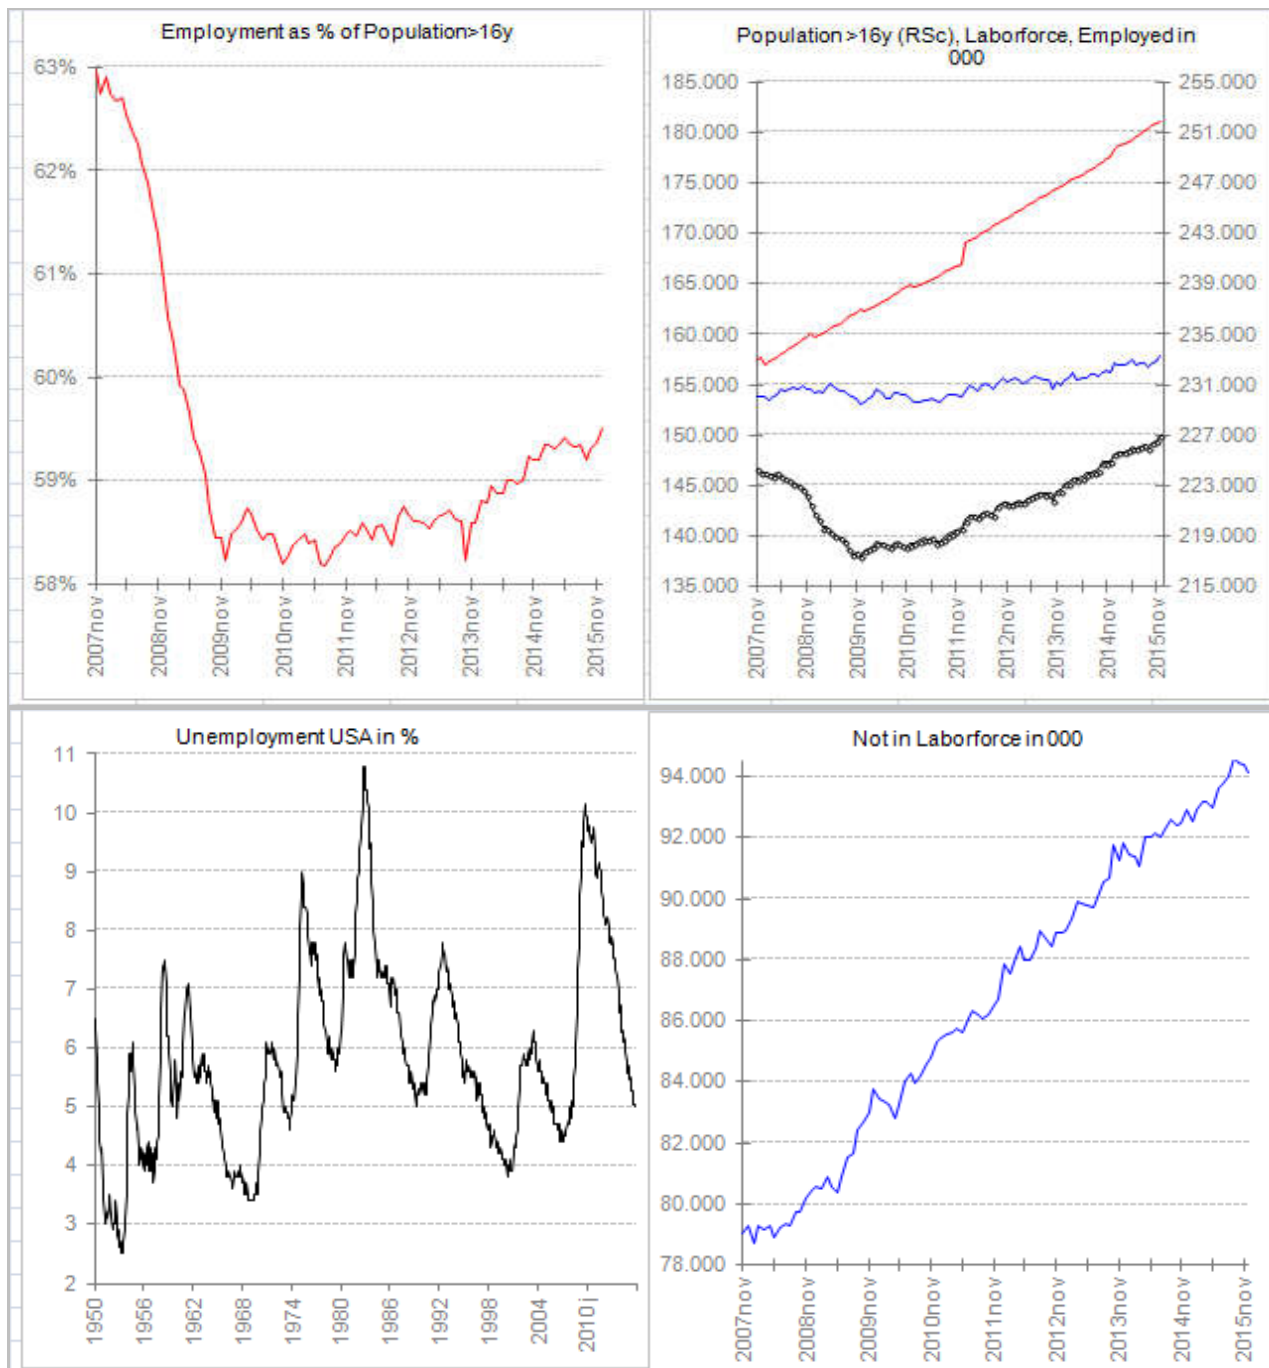 Employment as % of Population>16y
63%
62%
61%
60%
59%
58%
2007nov
2008nov
2009nov
2010nov
2011nov
2012nov
2013nov
2014nov
2015nov
Population >16y (RSc), Laborforce, Employed in
000
185.000
180.000
175.000
170.000
165.000
160.000
155.000
150.000
145.000
140.000
135.000
255.000
251.000
247.000
243.000
239.000
235.000
231.000
227.000
223.000
219.000
215.000
2007nov
2008nov
2009nov
2010nov
2011nov
2012nov
2013nov
2014nov
2015nov
Unemployment USA in %
11
10
9
8
7
6
5
4
3
2
1950
1956
1962
1968
1974
1980
1986
1992
1998
2004
2010 j
Not in Laborforce in 000
94.000
92.000
90.000
88.000
86.000
84.000
82.000
80.000
78.000
2007nov
2008nov
2009nov
2010nov
2011nov
2012nov
2013nov
2014nov
2015nov